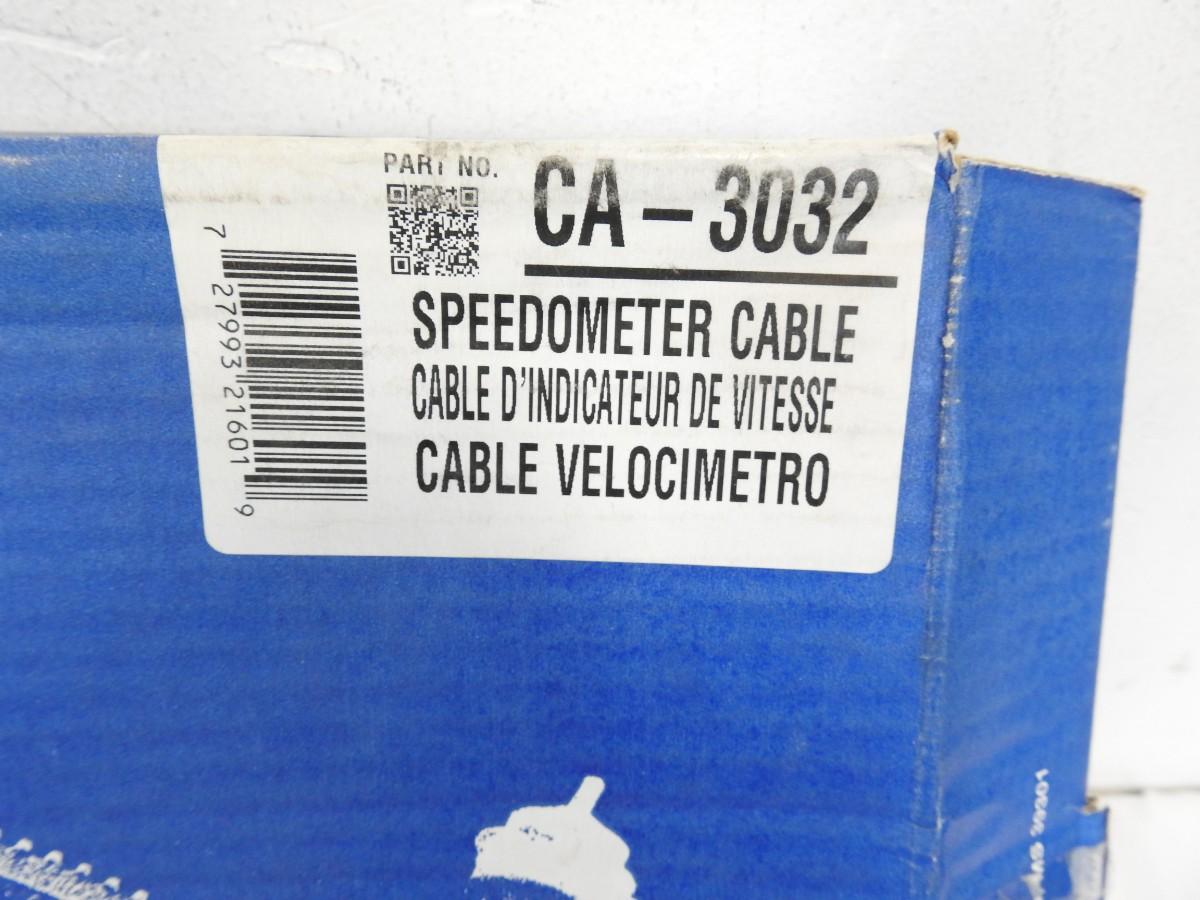 PART NO.
CA-3032
SPEEDOMETER CABLE
CABLE D'INDICATEUR DE VITESSE
CABLE VELOCIMETRO
7 27993 21601 9